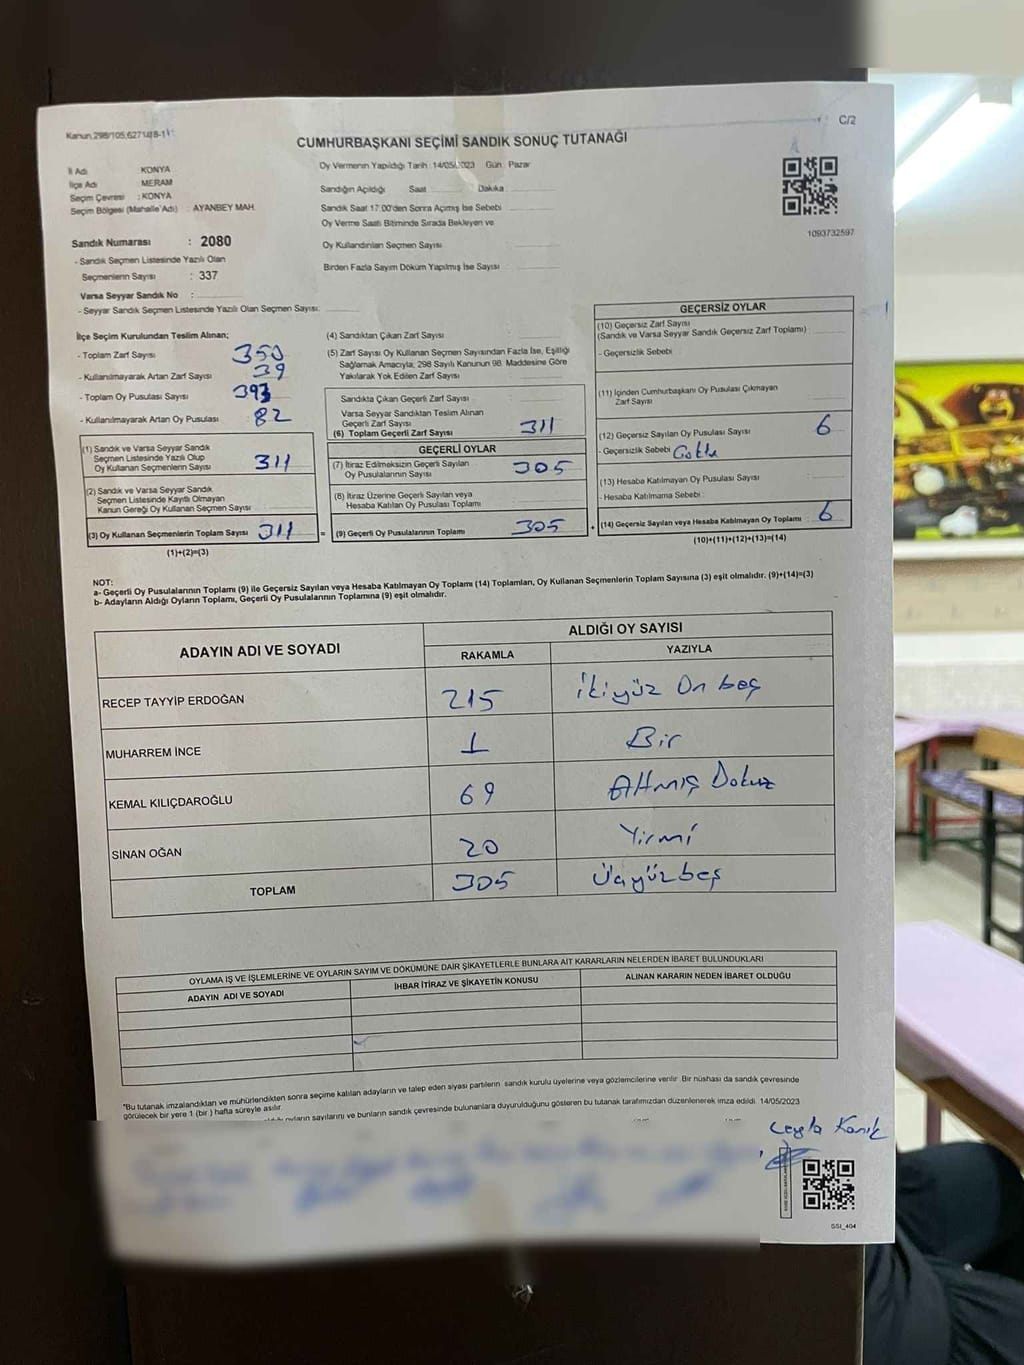 Kanun,298/105,627148-1
C/2
CUMHURBAŞKANI SEÇİMİ SANDIK SONUÇ TUTANAĞI
İl Adı KONYA
İlçe Adı MERAM
Seçim Çevresi : KONYA
Seçim Bölgesi (Mahalle Adı) : AYANBEY MAH.
Oy Vermenin Yapıldığı Tarih : 14/05/2023 Gün : Pazar
Sandığın Açıldığı Saat Dakika
Sandık Saat 17:00'den Sonra Açımış İse Sebebi
Oy Verme Saati Bitiminde Sırada Bekleyen ve
Oy Kullandırılan Seçmen Sayısı
Birden Fazla Sayım Döküm Yapılmış İse Sayısı
1093732597
Sandık Numarası : 2080
- Sandık Seçmen Listesinde Yazılı Olan
Seçmenlerin Sayısı : 337
Varsa Seyyar Sandık No :
- Seyyar Sandık Seçmen Listesinde Yazılı Olan Seçmen Sayısı:
İlçe Seçim Kurulundan Teslim Alınan;
- Toplam Zarf Sayısı 350
- Kullanılmayarak Artan Zarf Sayısı 39
- Toplam Oy Pusulası Sayısı 393
- Kullanılmayarak Artan Oy Pusulası 82
(1) Sandık ve Varsa Seyyar Sandık
Seçmen Listesinde Yazılı Olup
Oy Kullanan Seçmenlerin Sayısı 311
(2) Sandık ve Varsa Seyyar Sandık
Seçmen Listesinde Kayıtlı Olmayan
Kanun Gereği Oy Kullanan Seçmen Sayısı
(3) Oy Kullanan Seçmenlerin Toplam Sayısı 311
(1)+(2)=(3)
(4) Sandıktan Çıkan Zarf Sayısı
(5) Zarf Sayısı Oy Kullanan Seçmen Sayısından Fazla İse, Eşitliği
Sağlamak Amacıyla; 298 Sayılı Kanunun 98. Maddesine Göre
Yakılarak Yok Edilen Zarf Sayısı
Sandıkta Çıkan Geçerli Zarf Sayısı
Varsa Seyyar Sandıktan Teslim Alınan
Geçerli Zarf Sayısı
(6) Toplam Geçerli Zarf Sayısı 311
GEÇERLİ OYLAR
(7) İtiraz Edilmeksizin Geçerli Sayılan
Oy Pusulalarının Sayısı 305
(8) İtiraz Üzerine Geçerli Sayılan veya
Hesaba Katılan Oy Pusulası Toplamı
= (9) Geçerli Oy Pusulalarının Toplamı 305
GEÇERSİZ OYLAR
(10) Geçersiz Zarf Sayısı
(Sandık ve Varsa Seyyar Sandık Geçersiz Zarf Toplamı)
- Geçersizlik Sebebi
(11) İçinden Cumhurbaşkanı Oy Pusulası Çıkmayan
Zarf Sayısı
(12) Geçersiz Sayılan Oy Pusulası Sayısı 6
- Geçersizlik Sebebi
(13) Hesaba Katılmayan Oy Pusulası Sayısı
- Hesaba Katılmama Sebebi :
+ (14) Geçersiz Sayılan veya Hesaba Katılmayan Oy Toplamı : 6
(10)+(11)+(12)+(13)=(14)
NOT:
a- Geçerli Oy Pusulalarının Toplamı (9) ile Geçersiz Sayılan veya Hesaba Katılmayan Oy Toplamı (14) Toplamları, Oy Kullanan Seçmenlerin Toplam Sayısına (3) eşit olmalıdır. (9)+(14)=(3)
b- Adayların Aldığı Oyların Toplamı, Geçerli Oy Pusulalarının Toplamına (9) eşit olmalıdır.
ADAYIN ADI VE SOYADI
ALDIĞI OY SAYISI
RAKAMLA YAZIYLA
RECEP TAYYİP ERDOĞAN 215 İkiyüz On beş
MUHARREM İNCE 1 Bir
KEMAL KILIÇDAROĞLU 69 Altmış Dokuz
SİNAN OĞAN 20 Yirmi
TOPLAM 305 Üçyüzbeş
OYLAMA İŞ VE İŞLEMLERİNE VE OYLARIN SAYIM VE DÖKÜMÜNE DAİR ŞİKAYETLERLE BUNLARA AİT KARARLARIN NELERDEN İBARET BULUNDUKLARI
ADAYIN ADI VE SOYADI İHBAR İTİRAZ VE ŞİKAYETİN KONUSU ALINAN KARARIN NEDEN İBARET OLDUĞU
*Bu tutanak imzalandıktan ve mühürlendikten sonra seçime katılan adayların ve talep eden siyasi partilerin sandık kurulu üyelerine veya gözlemcilerine verilir. Bir nüshası da sandık çevresinde
görülecek bir yere 1 (bir) hafta süreyle asılır.
oyların sayılarını ve bunların sandık çevresinde bulunanlara duyurulduğunu gösteren bu tutanak tarafımızdan düzenlenerek imza edildi. 14/05/2023
Leyla Kanık
SSI_404